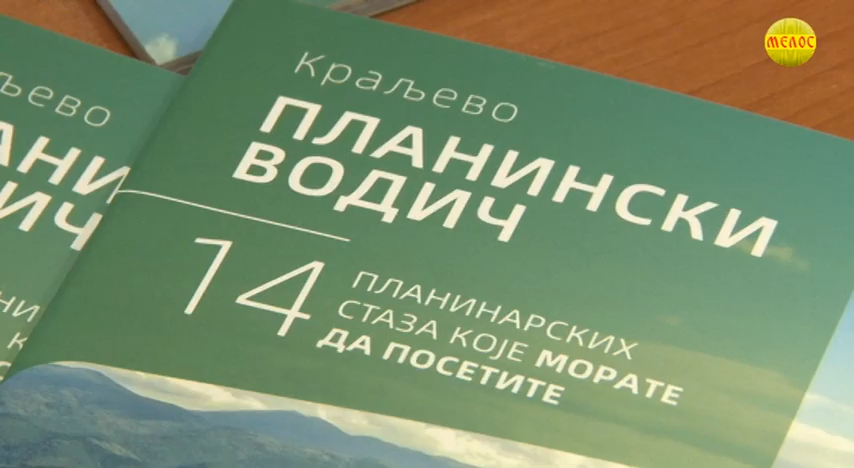 МЕЛОС
Краљево
ПЛАНИНСКИ
ВОДИЧ
14
ПЛАНИНАРСКИХ
СТАЗА КОЈЕ МОРАТЕ
ДА ПОСЕТИТЕ